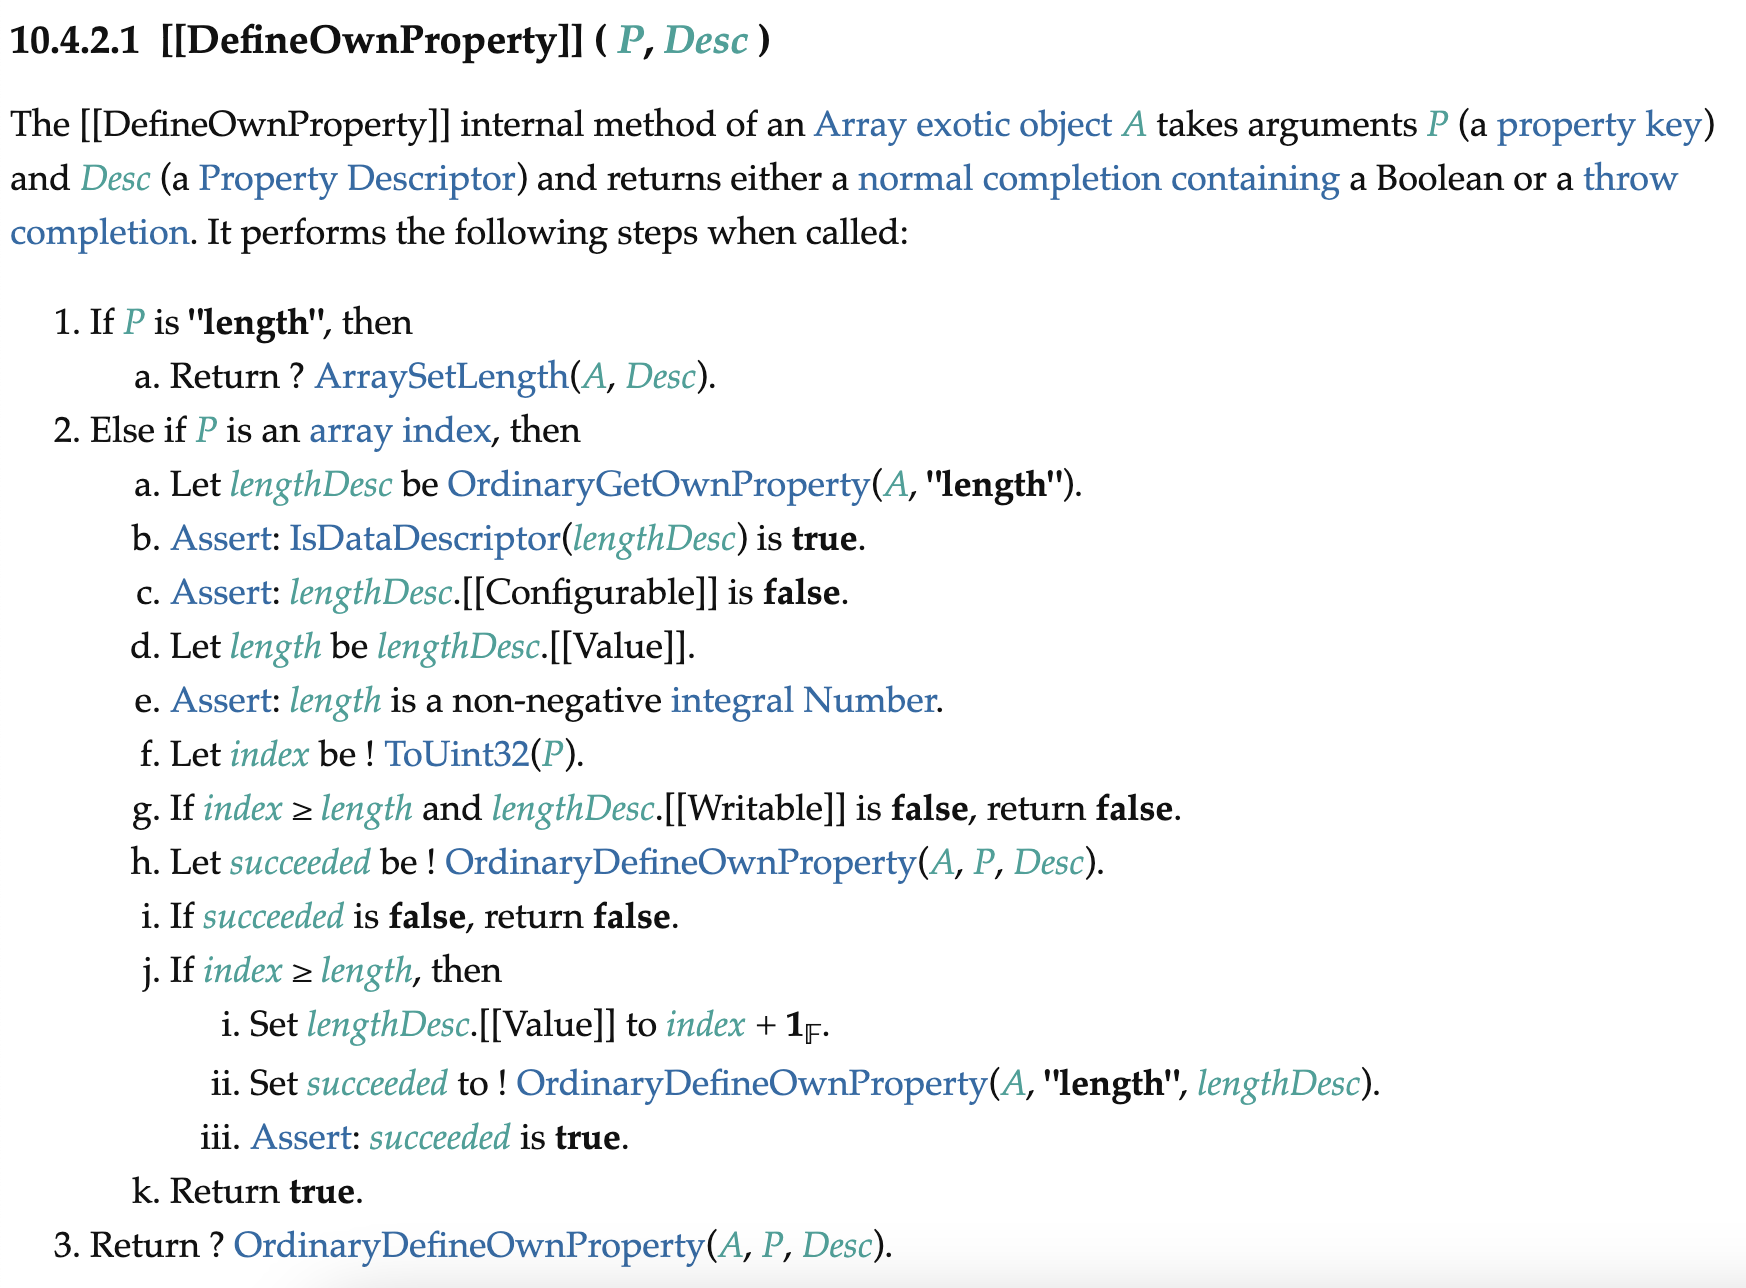 10.4.2.1 [[DefineOwnProperty]] ( P, Desc )
The [[DefineOwnProperty]] internal method of an Array exotic object A takes arguments P (a property key)
and Desc (a Property Descriptor) and returns either a normal completion containing a Boolean or a throw
completion. It performs the following steps when called:
1. If P is "length", then
a. Return ? ArraySetLength(A, Desc).
2. Else if P is an array index, then
a. Let lengthDesc be OrdinaryGetOwnProperty(A, "length").
b. Assert: IsDataDescriptor(lengthDesc) is true.
c. Assert: lengthDesc.[[Configurable]] is false.
d. Let length be lengthDesc.[[Value]].
e. Assert: length is a non-negative integral Number.
f. Let index be ! ToUint32(P).
g. If index ≥ length and lengthDesc.[[Writable]] is false, return false.
h. Let succeeded be ! OrdinaryDefineOwnProperty(A, P, Desc).
i. If succeeded is false, return false.
j. If index ≥ length, then
i. Set lengthDesc.[[Value]] to index + 1𝔽.
ii. Set succeeded to ! OrdinaryDefineOwnProperty(A, "length", lengthDesc).
iii. Assert: succeeded is true.
k. Return true.
3. Return ? OrdinaryDefineOwnProperty(A, P, Desc).